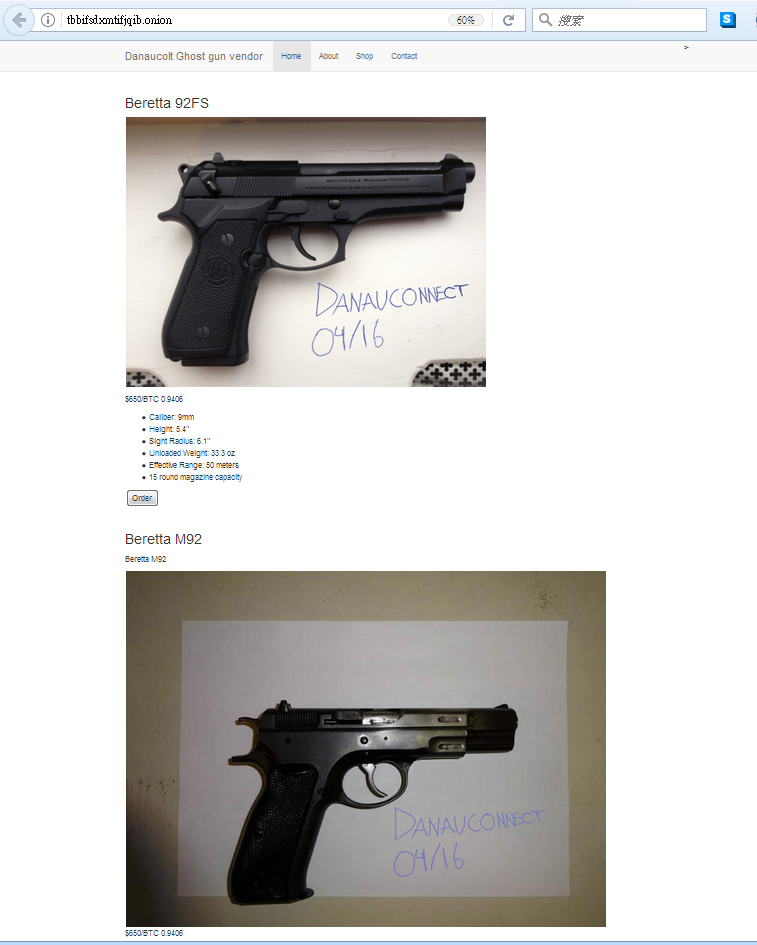 tbbifsdxmtifjqib.onion
60%
搜索
S
Danaucolt Ghost gun vendor
Home
About
Shop
Contact
>
Beretta 92FS
DANAUCONNECT
04/16
$650/BTC 0.9406
Caliber: 9mm
Height: 5.4"
Sight Radius: 6.1"
Unloaded Weight: 33.3 oz
Effective Range: 50 meters
15 round magazine capacity
Order
Beretta M92
Beretta M92
DANAUCONNECT
04/16
$650/BTC 0.9406